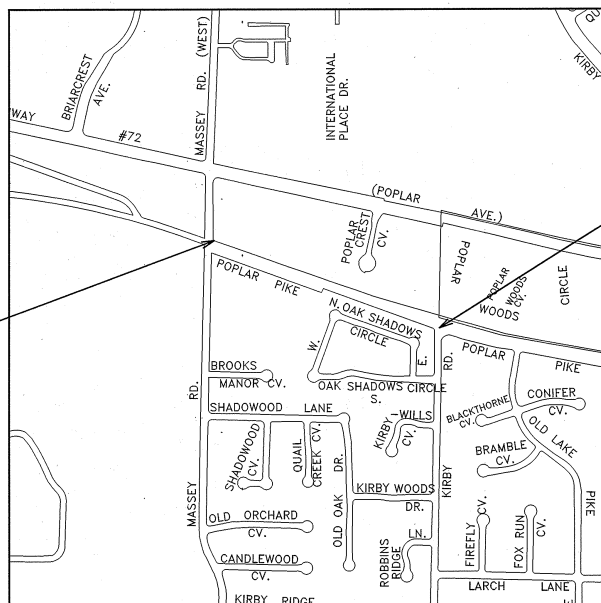 QU
KIRBY
(WEST)
RD.
MASSEY
BRIARCREST
AVE.
INTERNATIONAL
PLACE DR.
'WAY
#72
(POPLAR
AVE.)
POPLAR
CREST
CV.
POPLAR
POPLAR
WOODS
CV.
WOODS
CIRCLE
POPLAR PIKE
N. OAK SHADOWS
CIRCLE
W.
E.
RD.
POPLAR
PIKE
BROOKS
MANOR CV.
OAK SHADOWS CIRCLE
S.
RD.
SHADOWOOD LANE
KIRBY
WILLS
CV.
BLACKTHORNE
CV.
CONIFER
CV.
OLD LAKE
PIKE
SHADOWOOD
CV.
QUAIL
CREEK CV.
BRAMBLE
CV.
KIRBY
KIRBY WOODS
DR.
OLD OAK
DR.
MASSEY
OLD ORCHARD
CV.
CANDLEWOOD
CV.
ROBBINS
RIDGE
LN.
FIREFLY
CV.
FOX RUN
CV.
LARCH LANE
KIRBY RIDGE